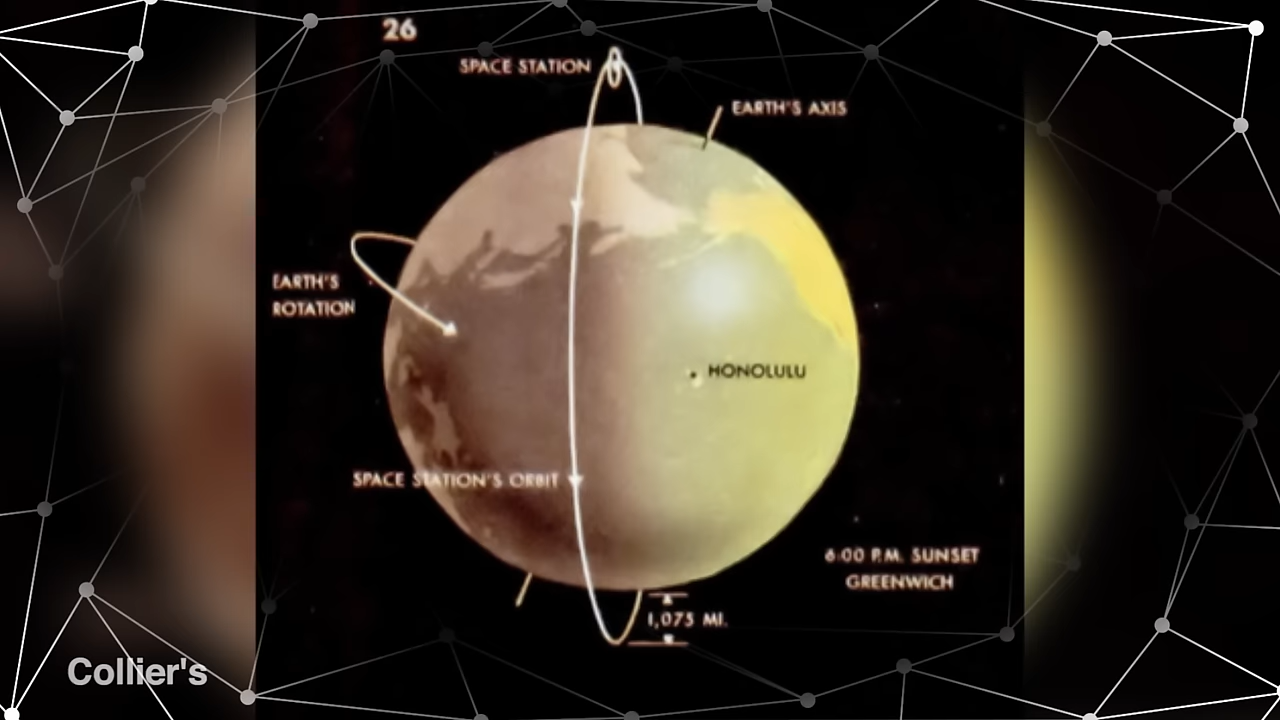 26
SPACE STATION
EARTH'S AXIS
EARTH'S
ROTATION
HONOLULU
SPACE STATION'S ORBIT
6:00 P.M. SUNSET
GREENWICH
1,075 MI.
Collier's